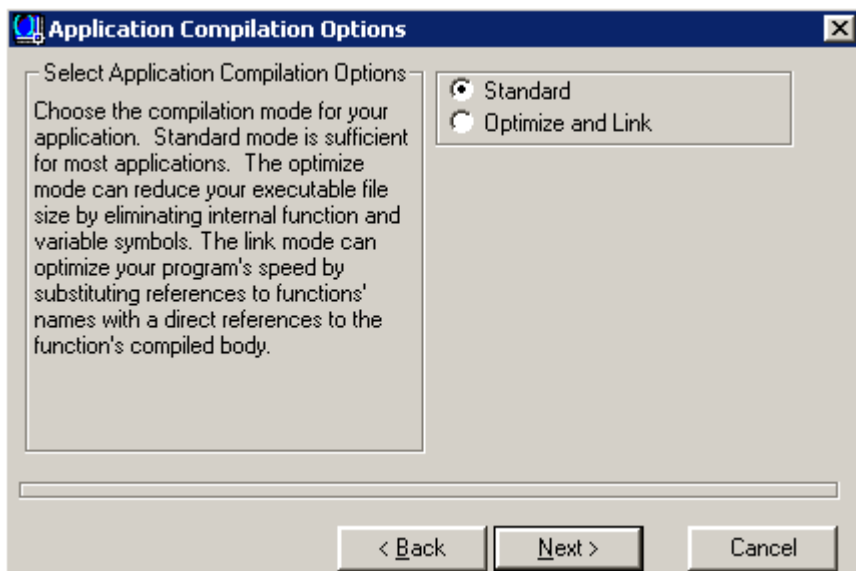 Application Compilation Options
Select Application Compilation Options
Choose the compilation mode for your
application.  Standard mode is sufficient
for most applications.  The optimize
mode can reduce your executable file
size by eliminating internal function and
variable symbols. The link mode can
optimize your program's speed by
substituting references to functions'
names with a direct references to the
function's compiled body.
Standard
Optimize and Link
< Back
Next >
Cancel